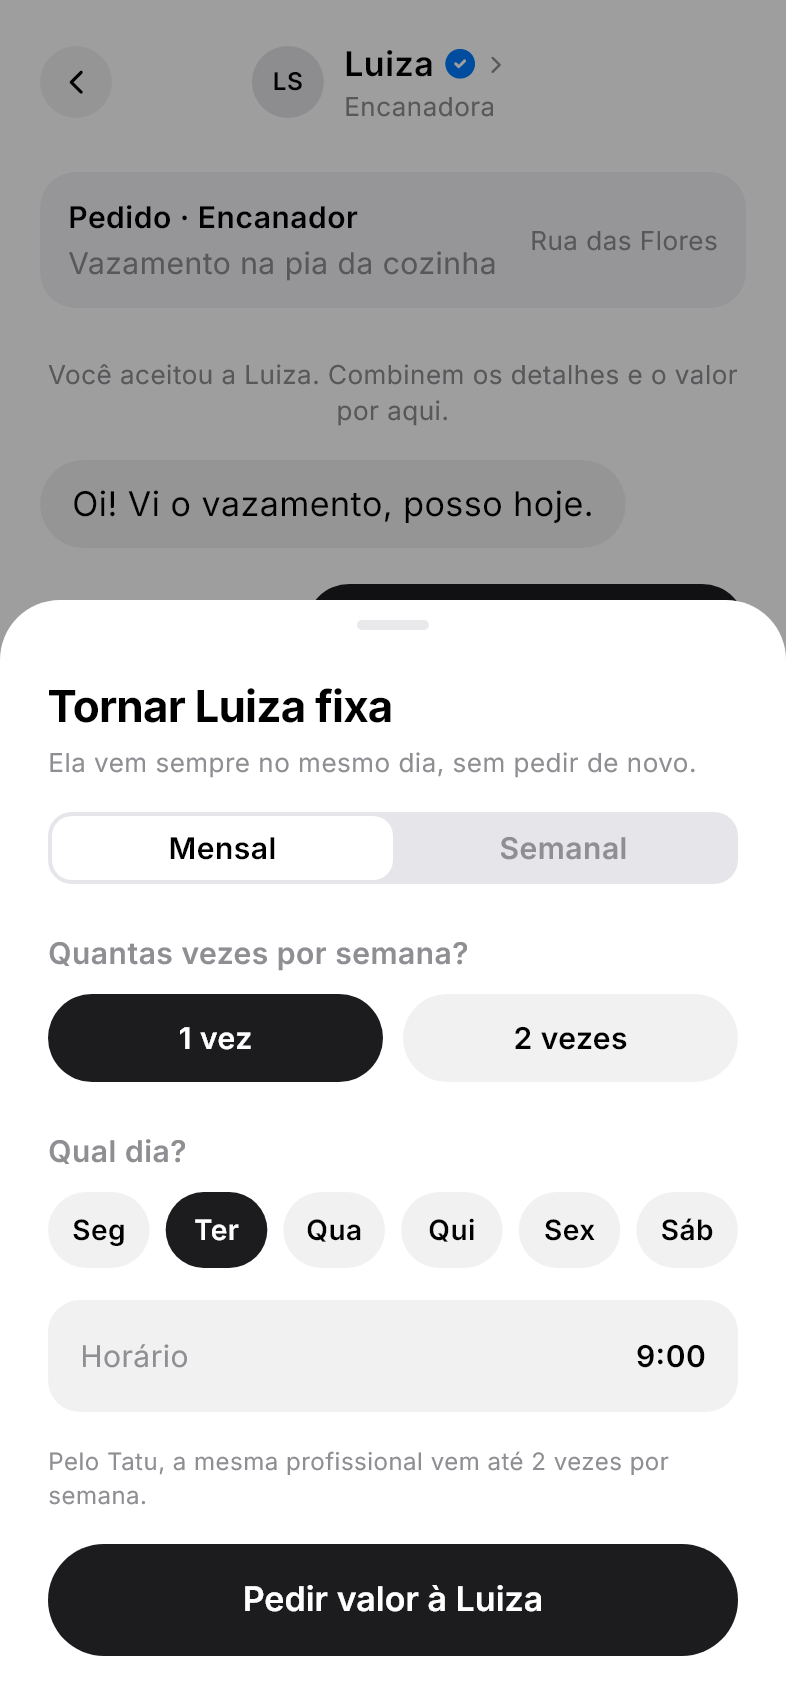 LS
Luiza
Encanadora
Pedido · Encanador
Vazamento na pia da cozinha
Rua das Flores
Você aceitou a Luiza. Combinem os detalhes e o valor
por aqui.
Oi! Vi o vazamento, posso hoje.
Tornar Luiza fixa
Ela vem sempre no mesmo dia, sem pedir de novo.
Mensal
Semanal
Quantas vezes por semana?
1 vez
2 vezes
Qual dia?
Seg
Ter
Qua
Qui
Sex
Sáb
Horário
9:00
Pelo Tatu, a mesma profissional vem até 2 vezes por
semana.
Pedir valor à Luiza